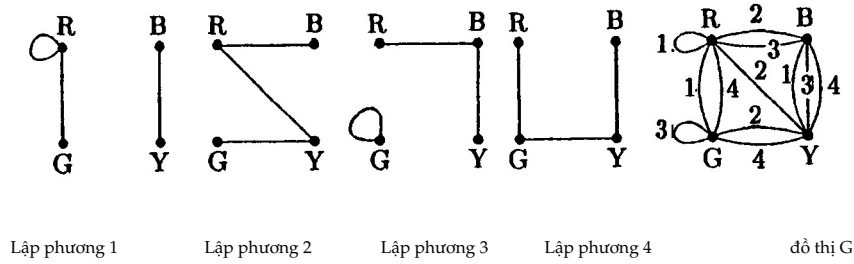 R B R B R B R B R 2 B
1 3
2 1
1 4 3 4
2
3
G Y G Y G Y G Y G 4 Y
Lập phương 1 Lập phương 2 Lập phương 3 Lập phương 4 đồ thị G